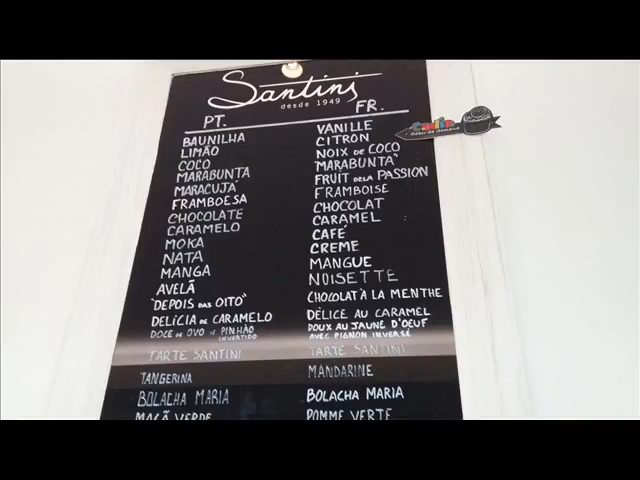 Santini
desde 1949
PT.
BAUNILHA
LIMÃO
COCO
MARABUNTA
MARACUJÁ
FRAMBOESA
CHOCOLATE
CARAMELO
MOKA
NATA
MANGA
AVELÃ
"DEPOIS DAS OITO"
DELÍCIA DE CARAMELO
DOCE DE OVO C/ PINHÃO
INVERTIDO
TARTE SANTINI
TANGERINA
BOLACHA MARIA
MAÇÃ VERDE
FR.
VANILLE
CITRON
NOIX DE COCO
"MARABUNTA"
FRUIT DE LA PASSION
FRAMBOISE
CHOCOLAT
CARAMEL
CAFÉ
CREME
MANGUE
NOISETTE
CHOCOLAT À LA MENTHE
DÉLICE AU CARAMEL
DOUX AU JAUNE D'OEUF
AVEC PIGNON INVERSÉ
TARTE SANTINI
MANDARINE
BOLACHA MARIA
POMME VERTE